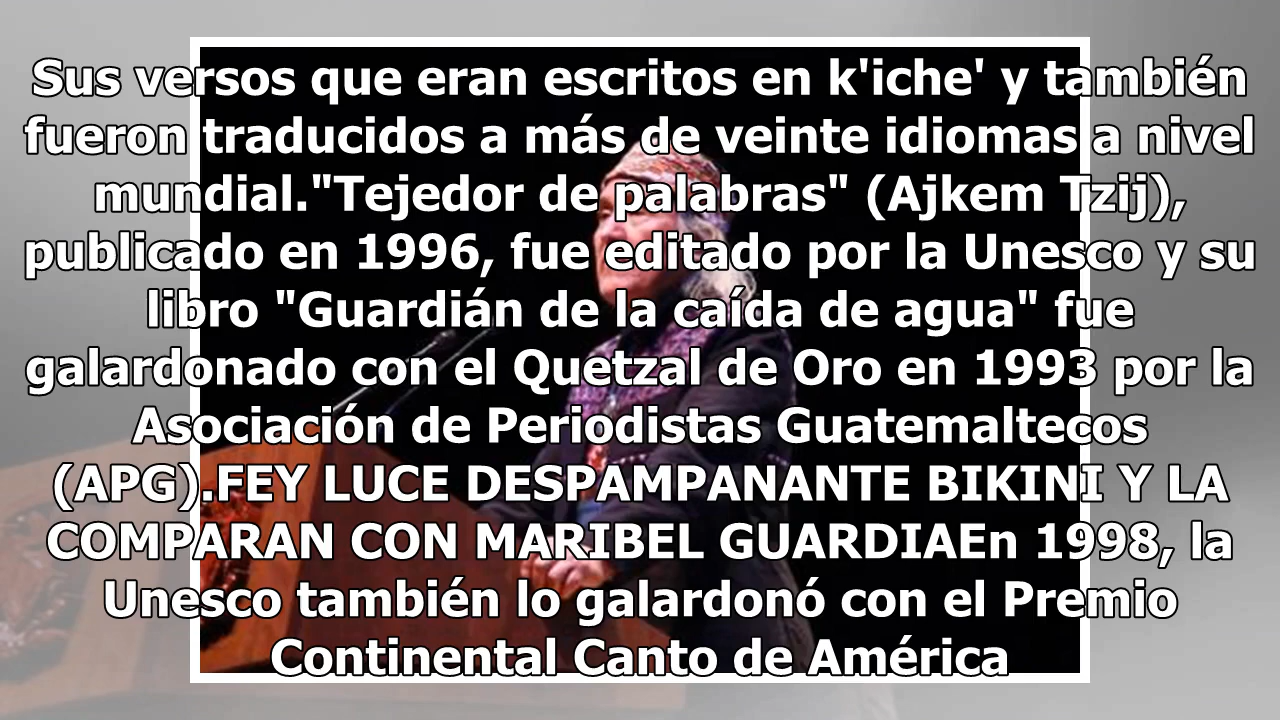 Sus versos que eran escritos en k'iche' y también
fueron traducidos a más de veinte idiomas a nivel
mundial."Tejedor de palabras" (Ajkem Tzij),
publicado en 1996, fue editado por la Unesco y su
libro "Guardián de la caída de agua" fue
galardonado con el Quetzal de Oro en 1993 por la
Asociación de Periodistas Guatemaltecos
(APG).FEY LUCE DESPAMPANANTE BIKINI Y LA
COMPARAN CON MARIBEL GUARDIAEn 1998, la
Unesco también lo galardonó con el Premio
Continental Canto de América